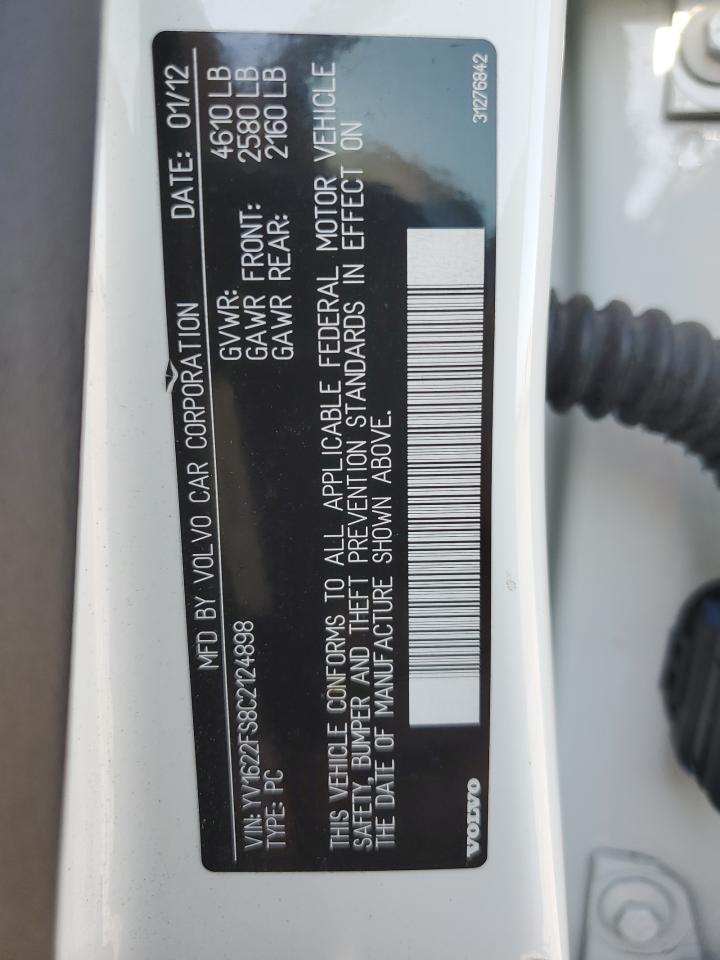 MFD BY VOLVO CAR CORPORATION DATE: 01/12
VIN: YV1622FS8C2124898 GVWR: 4610 LB
TYPE: PC GAWR FRONT: 2580 LB
GAWR REAR: 2160 LB
THIS VEHICLE CONFORMS TO ALL APPLICABLE FEDERAL MOTOR VEHICLE
SAFETY, BUMPER AND THEFT PREVENTION STANDARDS IN EFFECT ON
THE DATE OF MANUFACTURE SHOWN ABOVE.
VOLVO 31276842